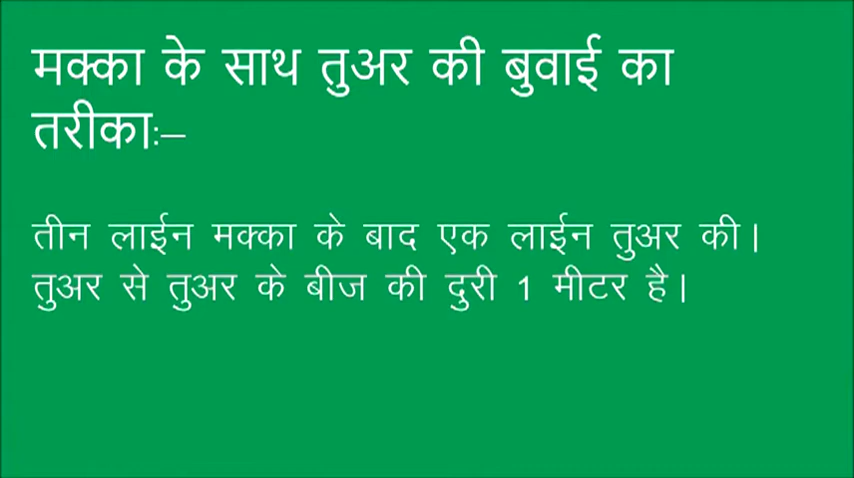 मक्का के साथ तुअर की बुवाई का
तरीकाः–
तीन लाईन मक्का के बाद एक लाईन तुअर की।
तुअर से तुअर के बीज की दुरी 1 मीटर है।